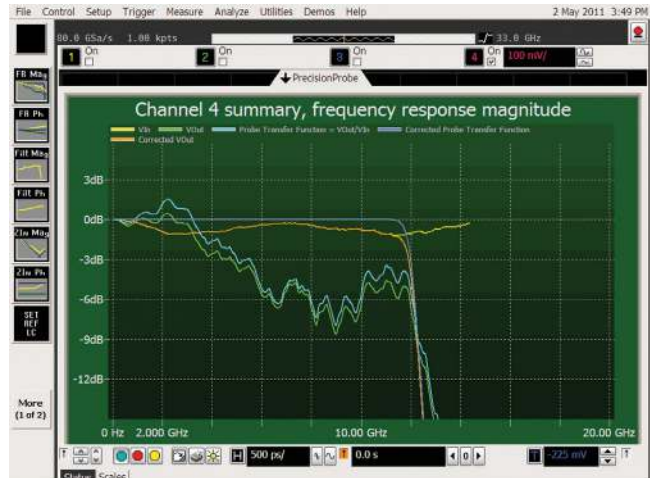 File Control Setup Trigger Measure Analyze Utilities Demos Help 2 May 2011 3:49 PM
80.0 GSa/s 1.00 kpts 33.0 GHz
1 On 2 On 3 On 4 On 100 mV/
PrecisionProbe
FR Mag
FR Ph
Filt Mag
Filt Ph
ZIn Mag
ZIn Ph
SET
REF
LC
More
(1 of 2)
Channel 4 summary, frequency response magnitude
VIn VOut Probe Transfer Function = VOut/VIn Corrected Probe Transfer Function
Corrected VOut
3dB
0dB
-3dB
-6dB
-9dB
-12dB
0 Hz 2.000 GHz 10.00 GHz 20.00 GHz
H 500 ps/ 0.0 s 0 T -225 mV
Status Scales